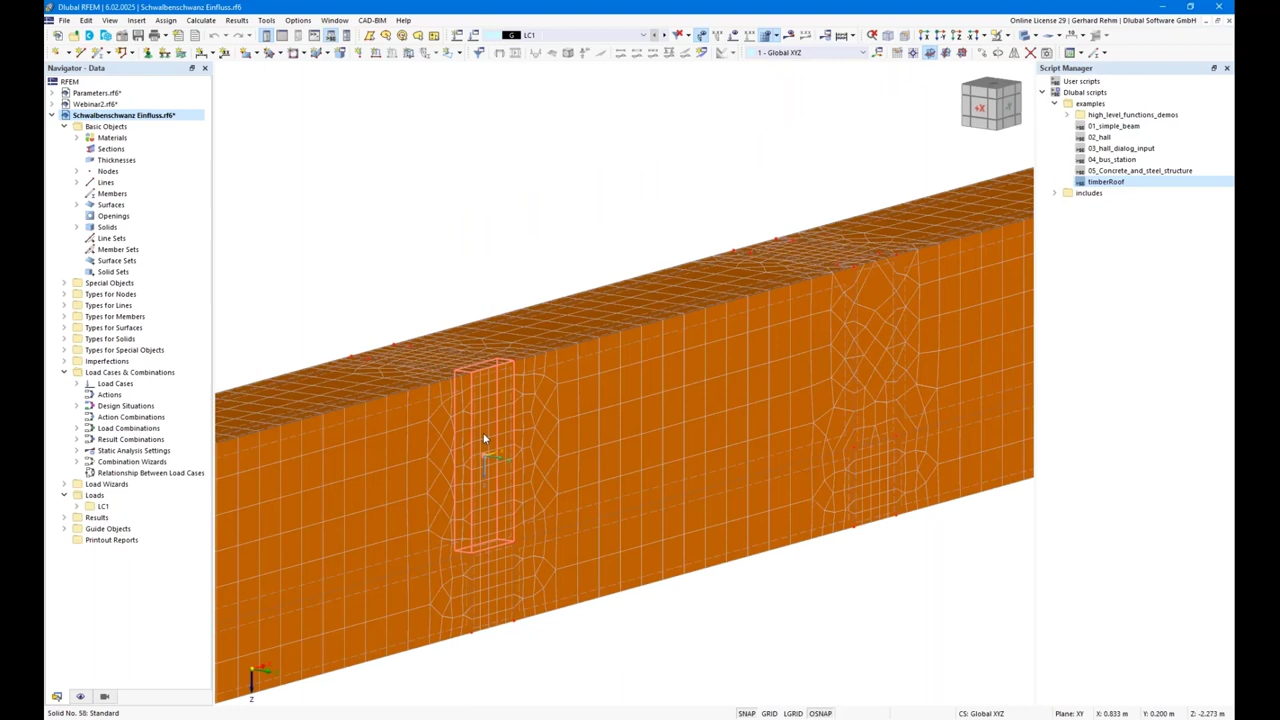 Dlubal RFEM | 6.02.0025 | Schwalbenschwanz Einfluss.rf6*
File Edit View Insert Assign Calculate Results Tools Options Window CAD-BIM Help
Online License 29 | Gerhard Rehm | Dlubal Software GmbH
G LC1
1 - Global XYZ
Navigator - Data
RFEM
Parameters.rf6*
Webinar2.rf6*
Schwalbenschwanz Einfluss.rf6*
Basic Objects
Materials
Sections
Thicknesses
Nodes
Lines
Members
Surfaces
Openings
Solids
Line Sets
Member Sets
Surface Sets
Solid Sets
Special Objects
Types for Nodes
Types for Lines
Types for Members
Types for Surfaces
Types for Solids
Types for Special Objects
Imperfections
Load Cases & Combinations
Load Cases
Actions
Design Situations
Action Combinations
Load Combinations
Result Combinations
Static Analysis Settings
Combination Wizards
Relationship Between Load Cases
Load Wizards
Loads
LC1
Results
Guide Objects
Printout Reports
+X
Z
Script Manager
User scripts
Dlubal scripts
examples
high_level_functions_demos
01_simple_beam
02_hall
03_hall_dialog_input
04_bus_station
05_Concrete_and_steel_structure
timberRoof
includes
Solid No. 58: Standard
SNAP GRID LGRID OSNAP
CS: Global XYZ
Plane: XY
X: 0.833 m
Y: 0.200 m
Z: -2.273 m